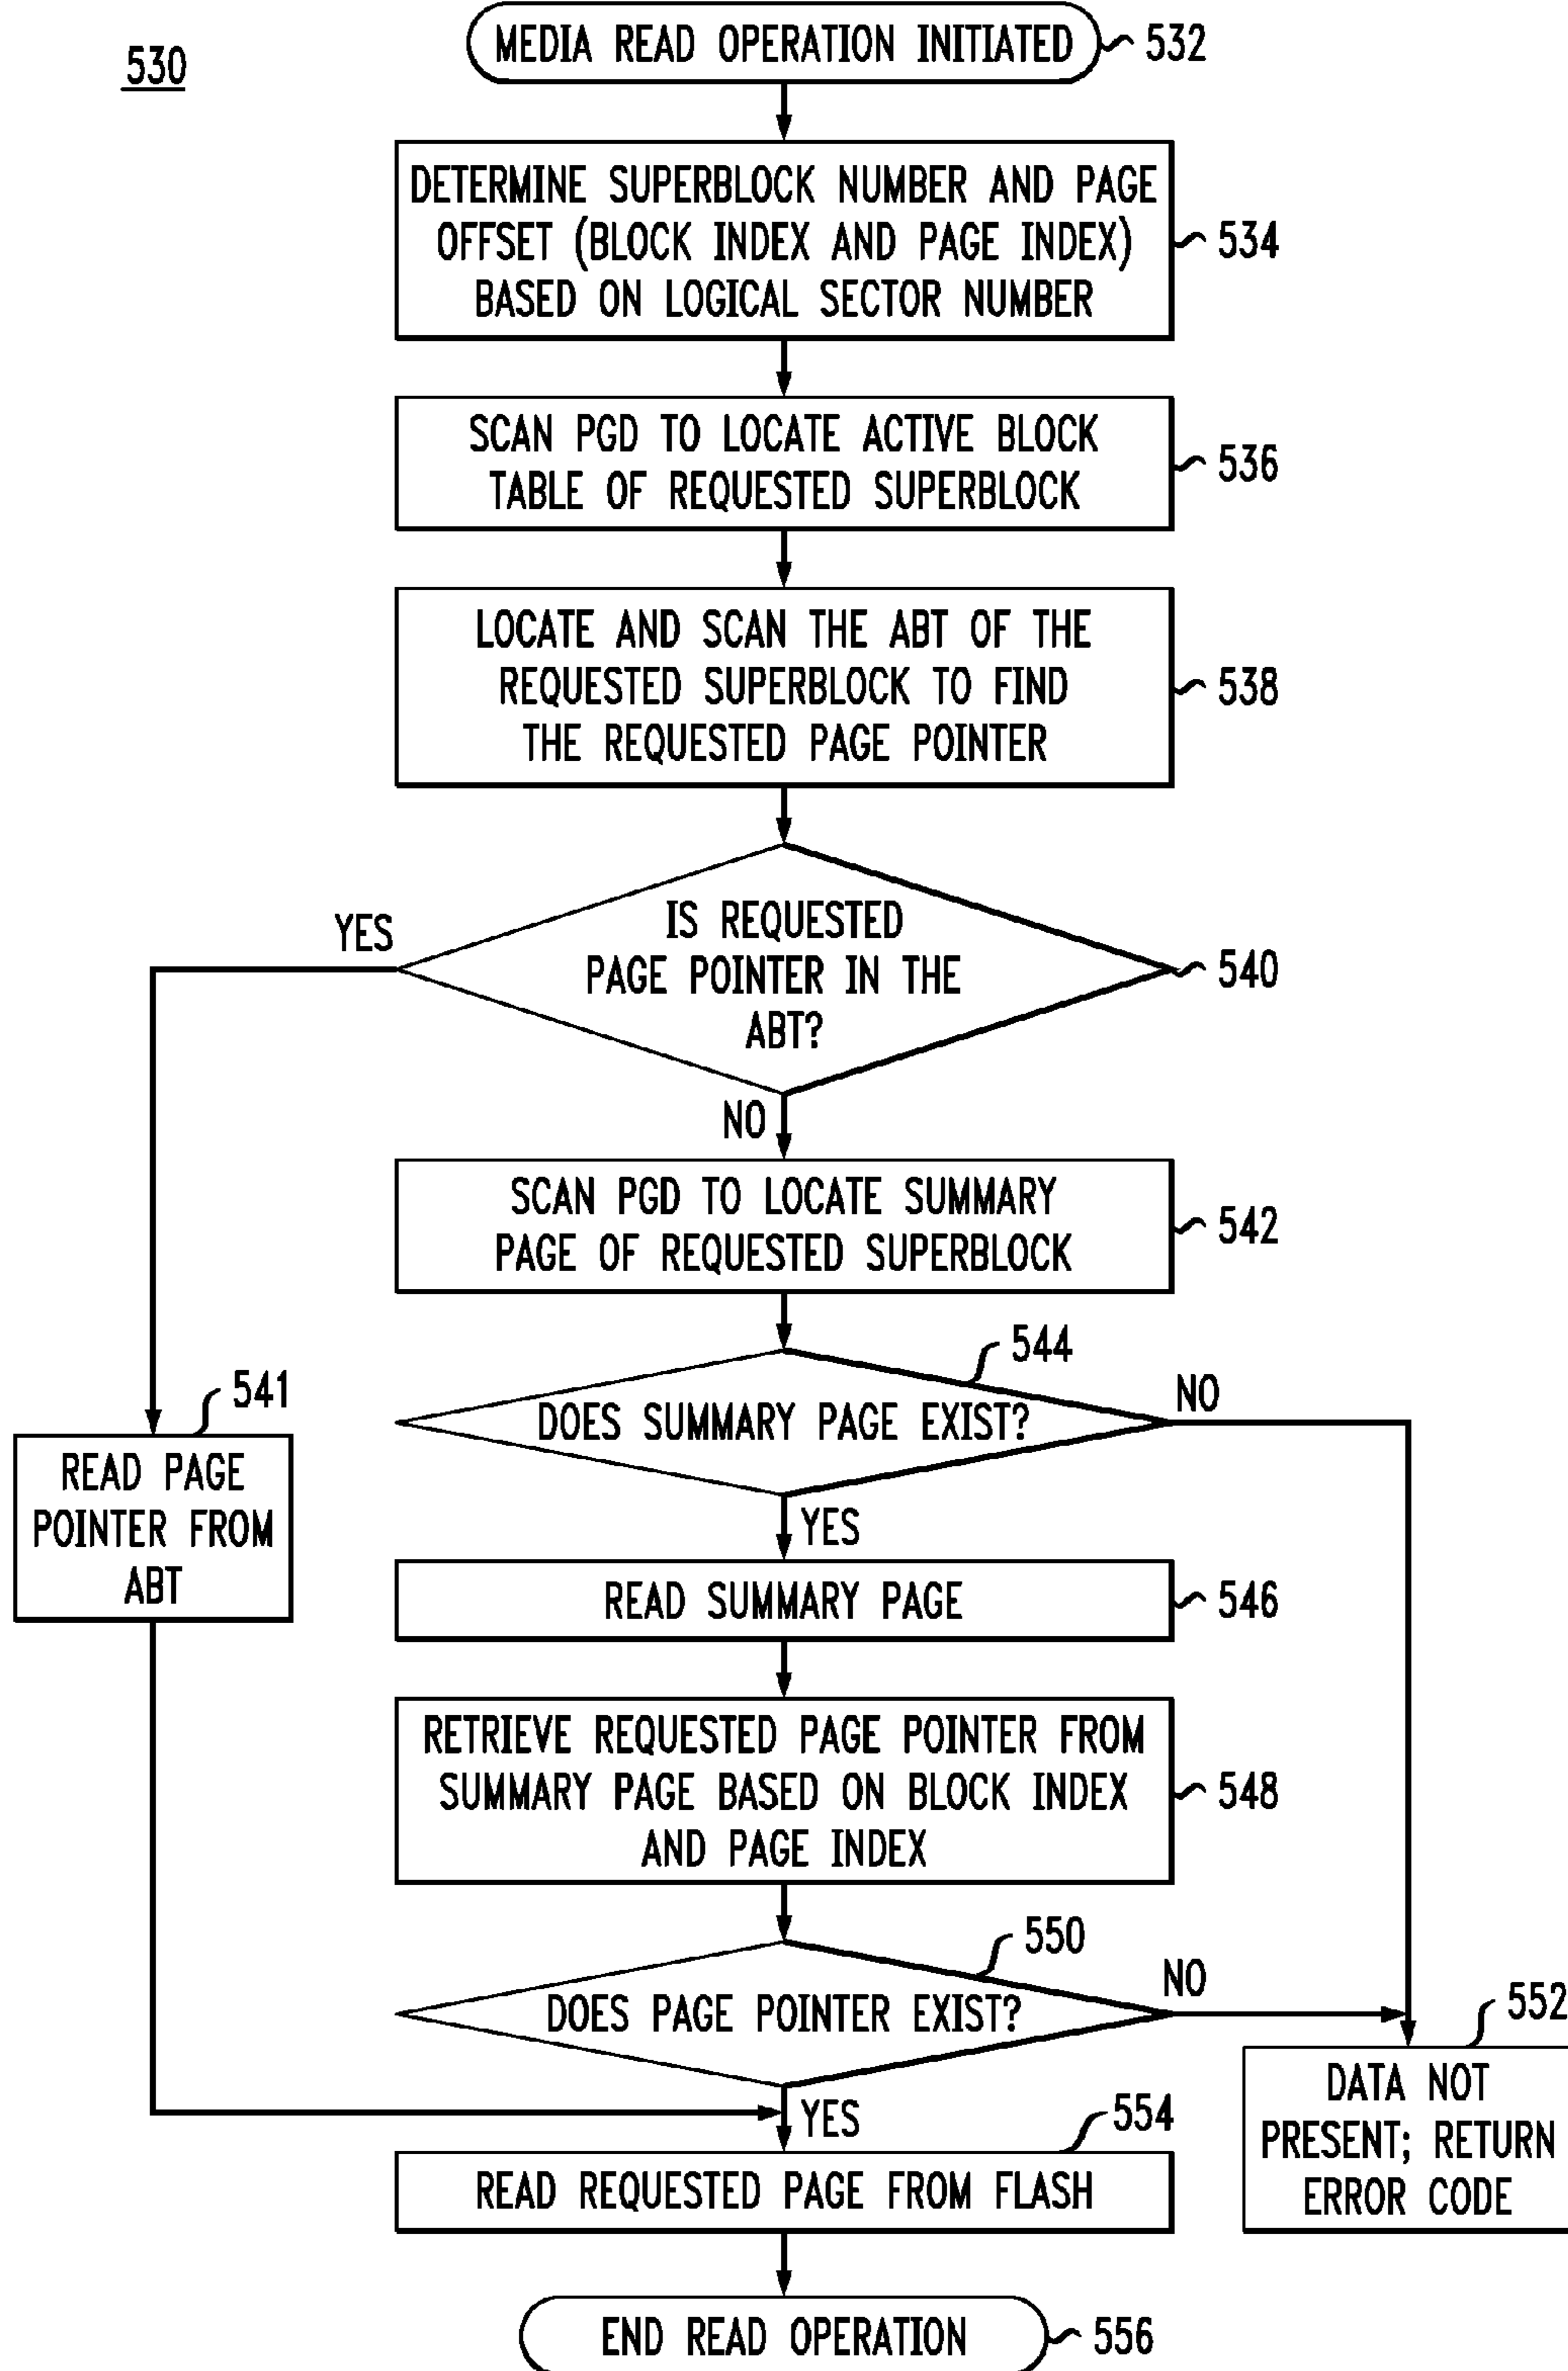 530
MEDIA READ OPERATION INITIATED
532
DETERMINE SUPERBLOCK NUMBER AND PAGE
OFFSET (BLOCK INDEX AND PAGE INDEX)
BASED ON LOGICAL SECTOR NUMBER
534
SCAN PGD TO LOCATE ACTIVE BLOCK
TABLE OF REQUESTED SUPERBLOCK
536
LOCATE AND SCAN THE ABT OF THE
REQUESTED SUPERBLOCK TO FIND
THE REQUESTED PAGE POINTER
538
YES
IS REQUESTED
PAGE POINTER IN THE
ABT?
540
NO
SCAN PGD TO LOCATE SUMMARY
PAGE OF REQUESTED SUPERBLOCK
542
544
DOES SUMMARY PAGE EXIST?
NO
541
READ PAGE
POINTER FROM
ABT
YES
READ SUMMARY PAGE
546
RETRIEVE REQUESTED PAGE POINTER FROM
SUMMARY PAGE BASED ON BLOCK INDEX
AND PAGE INDEX
548
550
DOES PAGE POINTER EXIST?
NO
552
DATA NOT
PRESENT; RETURN
ERROR CODE
YES
554
READ REQUESTED PAGE FROM FLASH
END READ OPERATION
556